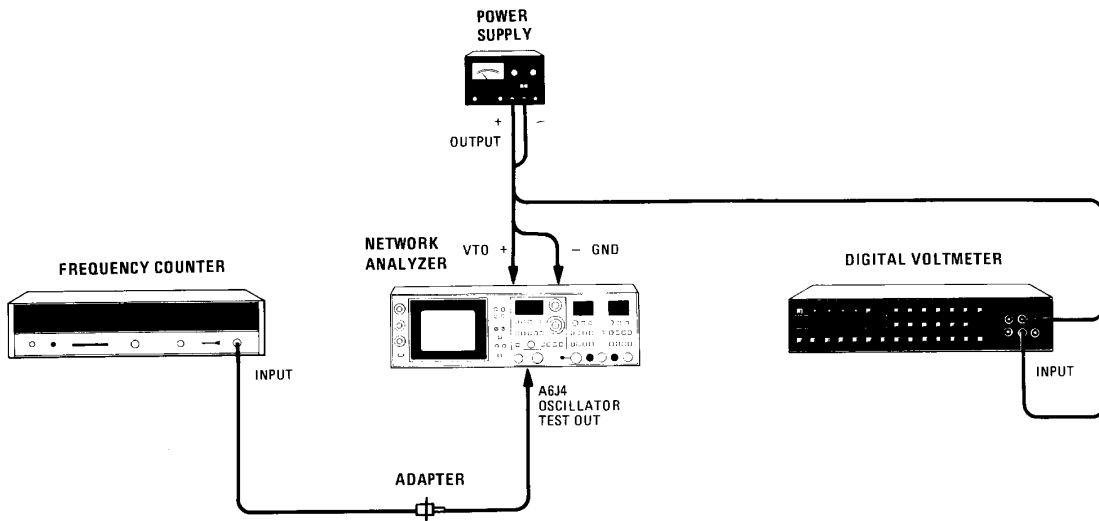 POWER
SUPPLY
+ -
OUTPUT
NETWORK
ANALYZER
VTO +
- GND
FREQUENCY COUNTER
DIGITAL VOLTMETER
INPUT
A6J4
OSCILLATOR
TEST OUT
INPUT
ADAPTER